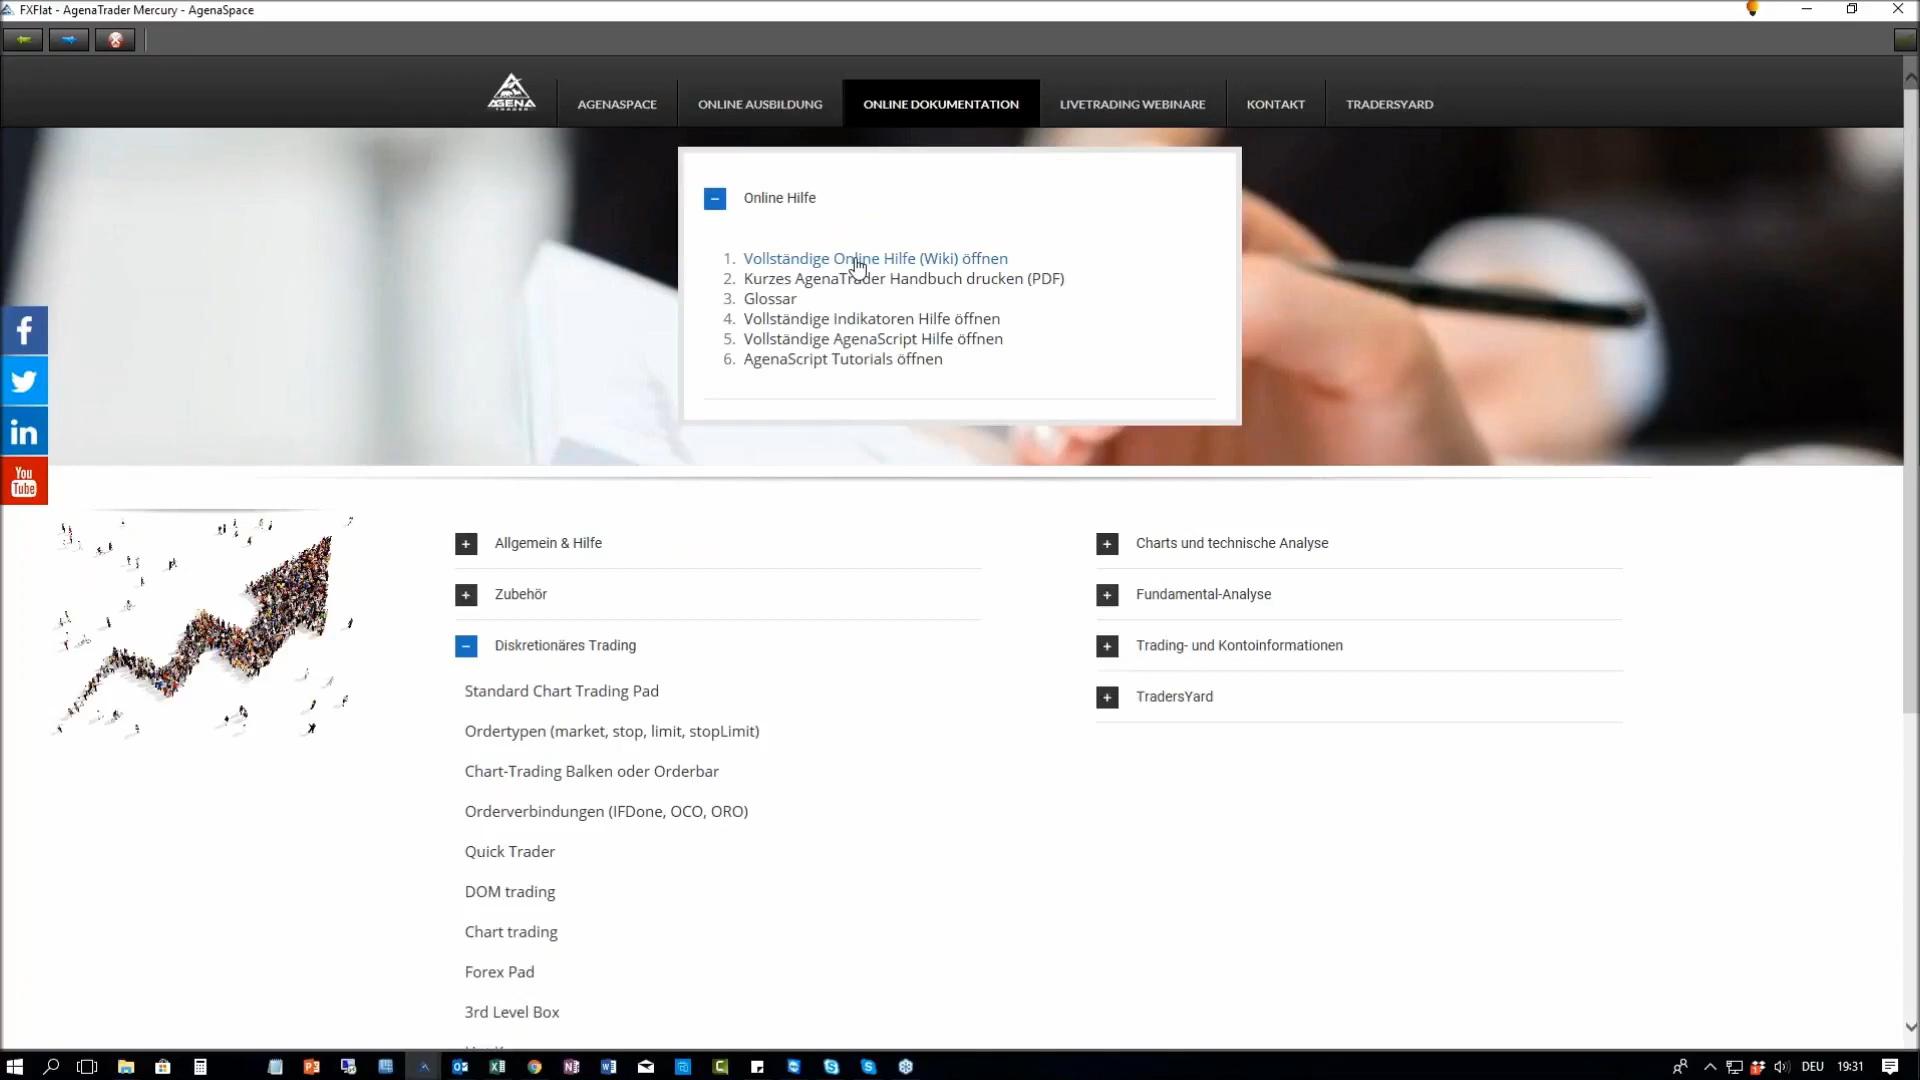 FXFlat - AgenaTrader Mercury - AgenaSpace
AGENA
AGENASPACE
ONLINE AUSBILDUNG
ONLINE DOKUMENTATION
LIVETRADING WEBINARE
KONTAKT
TRADERSYARD
Online Hilfe
1. Vollständige Online Hilfe (Wiki) öffnen
2. Kurzes AgenaTrader Handbuch drucken (PDF)
3. Glossar
4. Vollständige Indikatoren Hilfe öffnen
5. Vollständige AgenaScript Hilfe öffnen
6. AgenaScript Tutorials öffnen
You
Tube
Allgemein & Hilfe
Zubehör
Diskretionäres Trading
Standard Chart Trading Pad
Ordertypen (market, stop, limit, stopLimit)
Chart-Trading Balken oder Orderbar
Orderverbindungen (IFDone, OCO, ORO)
Quick Trader
DOM trading
Chart trading
Forex Pad
3rd Level Box
Charts und technische Analyse
Fundamental-Analyse
Trading- und Kontoinformationen
TradersYard
DEU
19:31